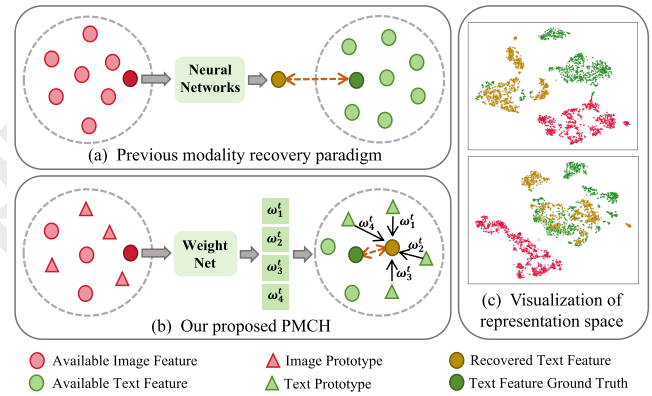 Neural
Networks
(a) Previous modality recovery paradigm
Weight
Net
ω₁ᵗ
ω₂ᵗ
ω₃ᵗ
ω₄ᵗ
ω₄ᵗ
ω₁ᵗ
ω₂ᵗ
ω₃ᵗ
(b) Our proposed PMCH
(c) Visualization of
representation space
Available Image Feature
Image Prototype
Recovered Text Feature
Available Text Feature
Text Prototype
Text Feature Ground Truth